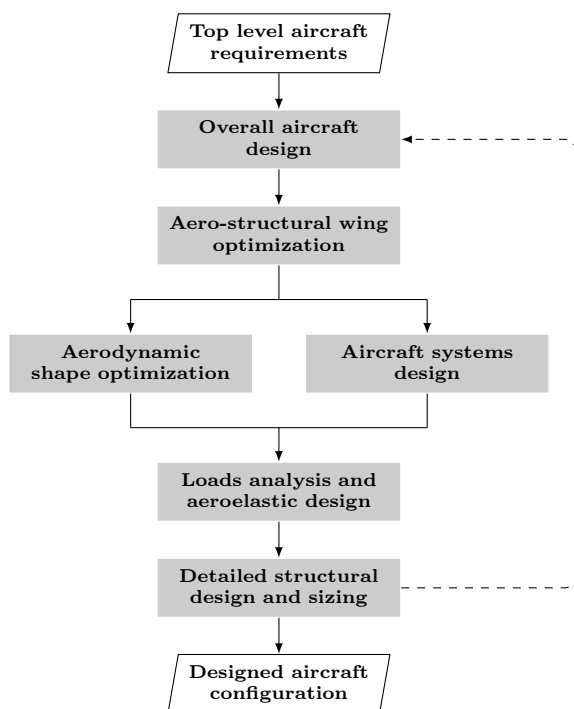 Top level aircraft
requirements
Overall aircraft
design
Aero-structural wing
optimization
Aerodynamic
shape optimization
Aircraft systems
design
Loads analysis and
aeroelastic design
Detailed structural
design and sizing
Designed aircraft
configuration